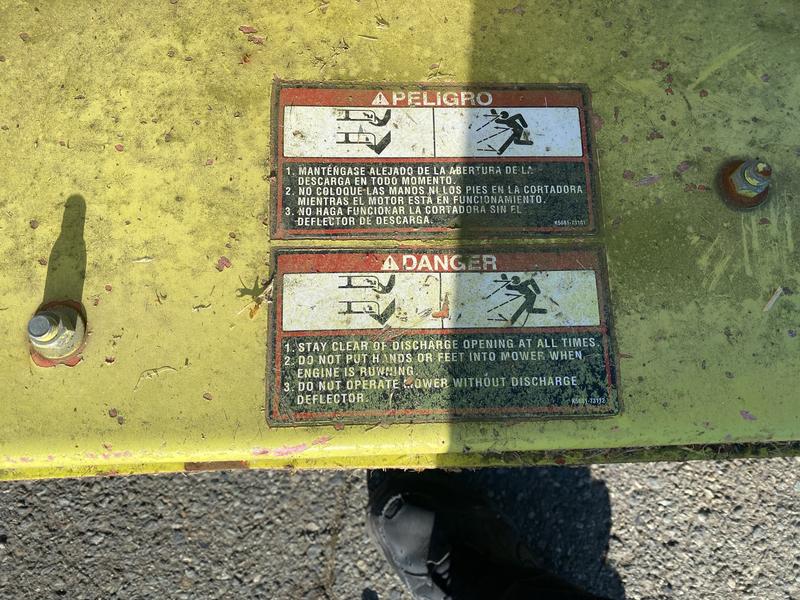 PELIGRO
1. MANTÉNGASE ALEJADO DE LA ABERTURA DE LA
DESCARGA EN TODO MOMENTO.
2. NO COLOQUE LAS MANOS NI LOS PIES EN LA CORTADORA
MIENTRAS EL MOTOR ESTÁ EN FUNCIONAMIENTO.
3. NO HAGA FUNCIONAR LA CORTADORA SIN EL
DEFLECTOR DE DESCARGA.
DANGER
1. STAY CLEAR OF DISCHARGE OPENING AT ALL TIMES.
2. DO NOT PUT HANDS OR FEET INTO MOWER WHEN
ENGINE IS RUNNING.
3. DO NOT OPERATE MOWER WITHOUT DISCHARGE
DEFLECTOR.